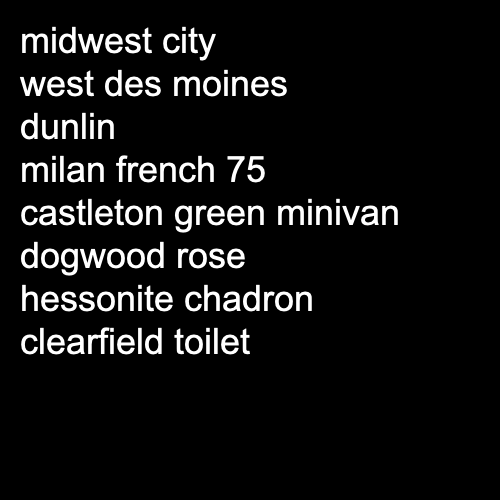 midwest city
west des moines
dunlin
milan french 75
castleton green minivan
dogwood rose
hessonite chadron
clearfield toilet